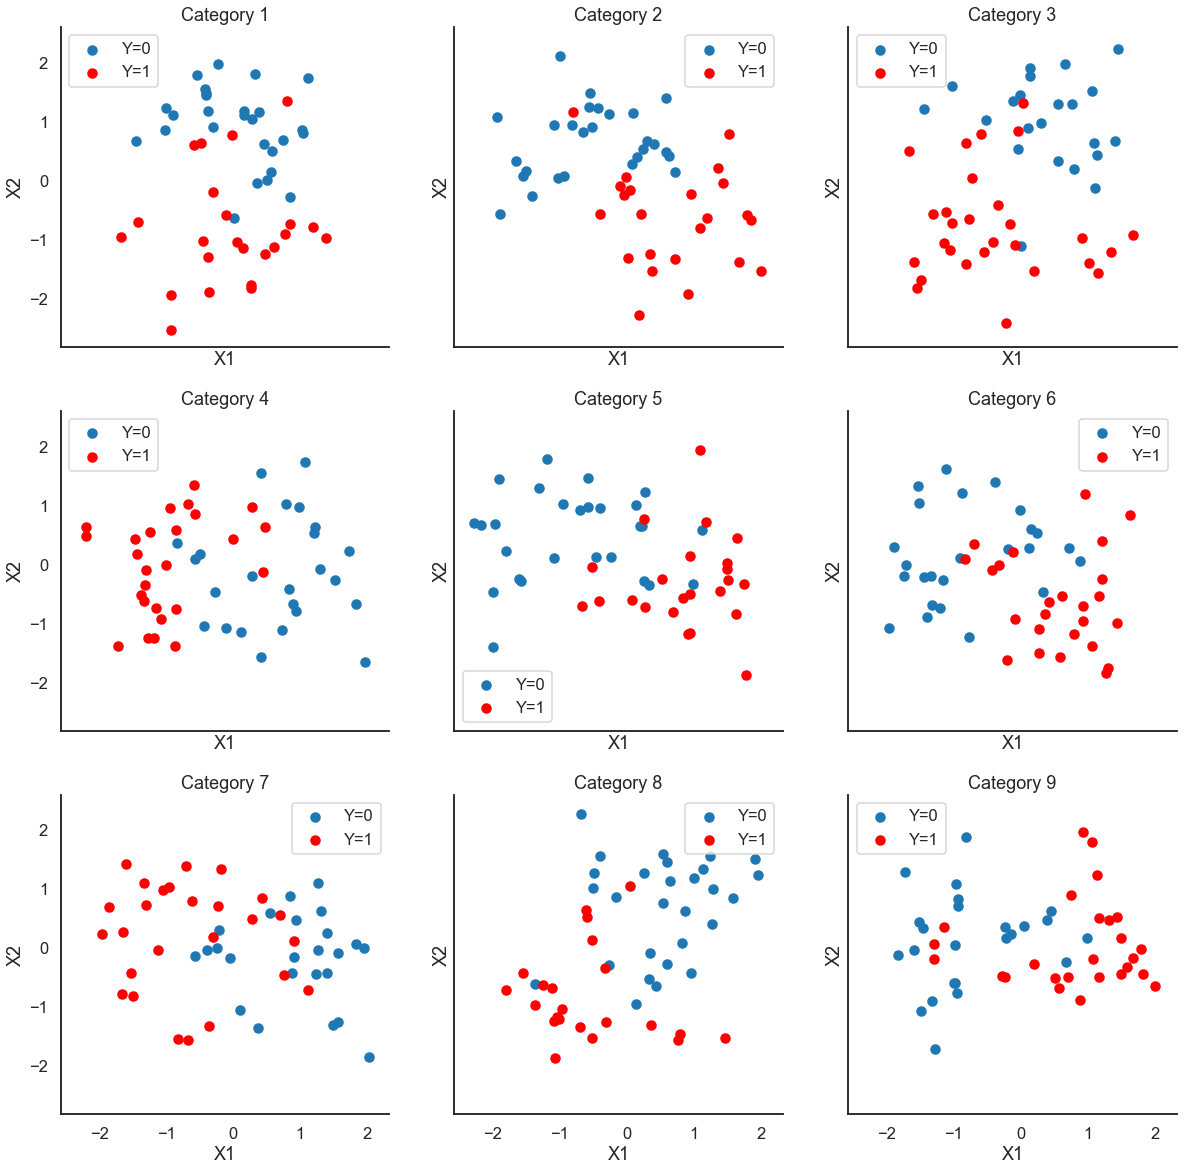 Category 1
Category 2
Category 3
Y=0
Y=1
Y=0
Y=1
Y=0
Y=1
2
1
0
−1
−2
X2
X2
X2
X1
X1
X1
Category 4
Category 5
Category 6
Y=0
Y=1
Y=0
Y=1
Y=0
Y=1
2
1
0
−1
−2
X2
X2
X2
X1
X1
X1
Category 7
Category 8
Category 9
Y=0
Y=1
Y=0
Y=1
Y=0
Y=1
2
1
0
−1
−2
X2
X2
X2
−2 −1 0 1 2
−2 −1 0 1 2
−2 −1 0 1 2
X1
X1
X1